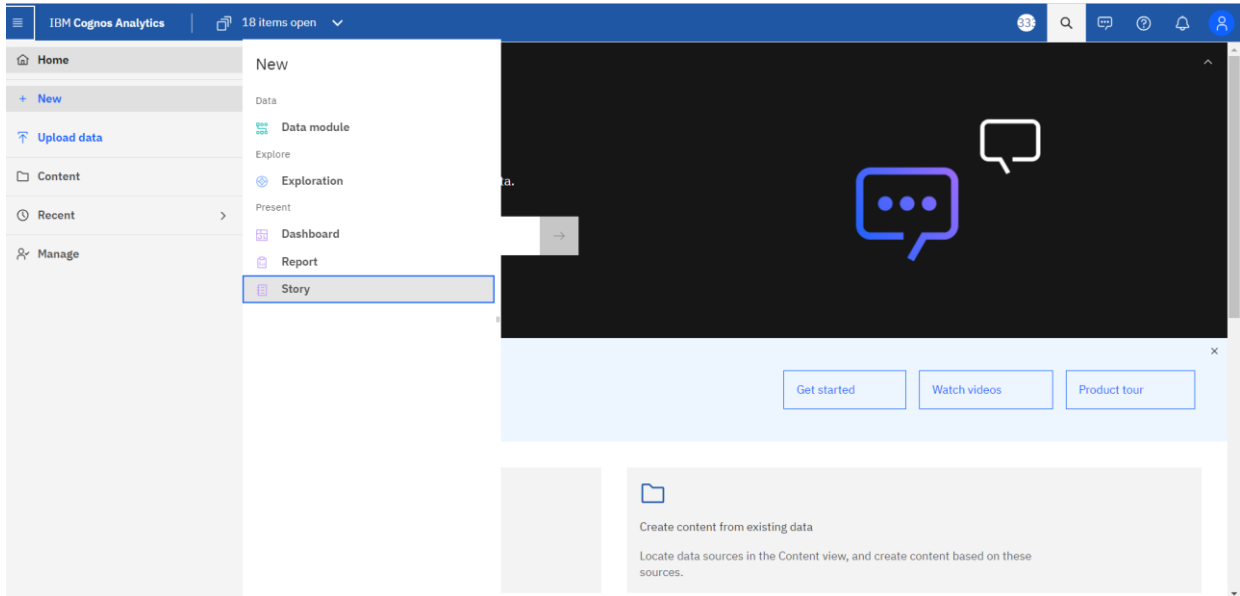 IBM Cognos Analytics
18 items open
Home
New
Upload data
Content
Recent
Manage
New
Data
Data module
Explore
Exploration
Present
Dashboard
Report
Story
ta.
Get started
Watch videos
Product tour
Create content from existing data
Locate data sources in the Content view, and create content based on these
sources.